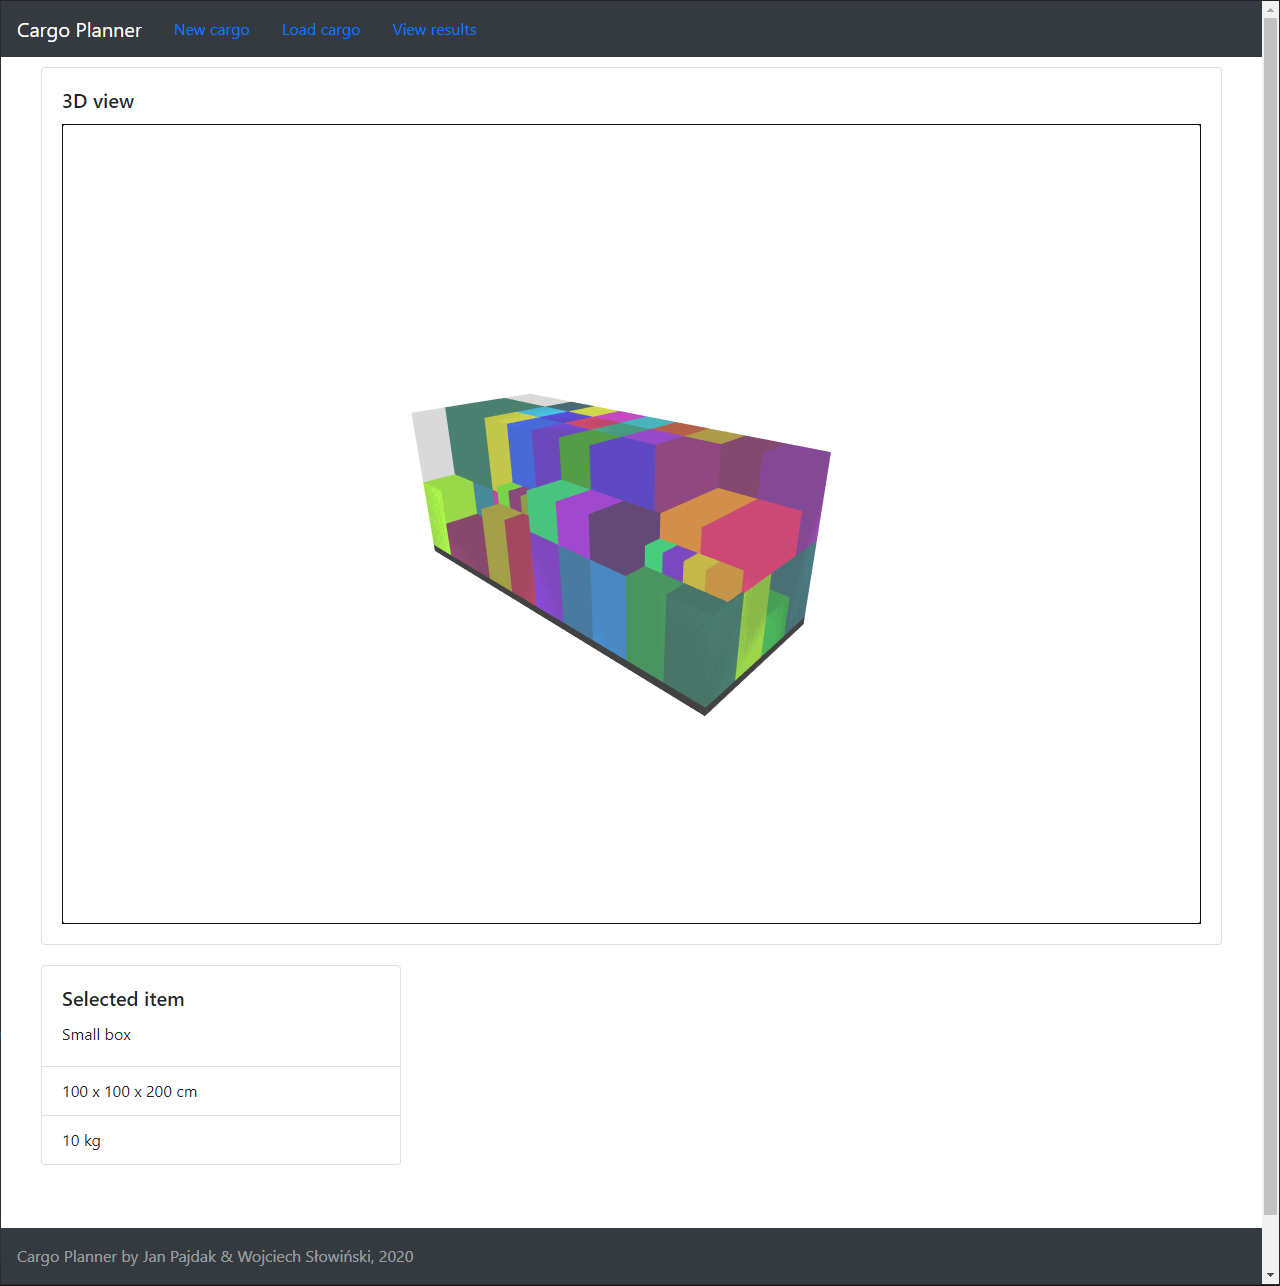 Cargo Planner New cargo Load cargo View results
3D view
Selected item
Small box
100 x 100 x 200 cm
10 kg
Cargo Planner by Jan Pajdak & Wojciech Słowiński, 2020